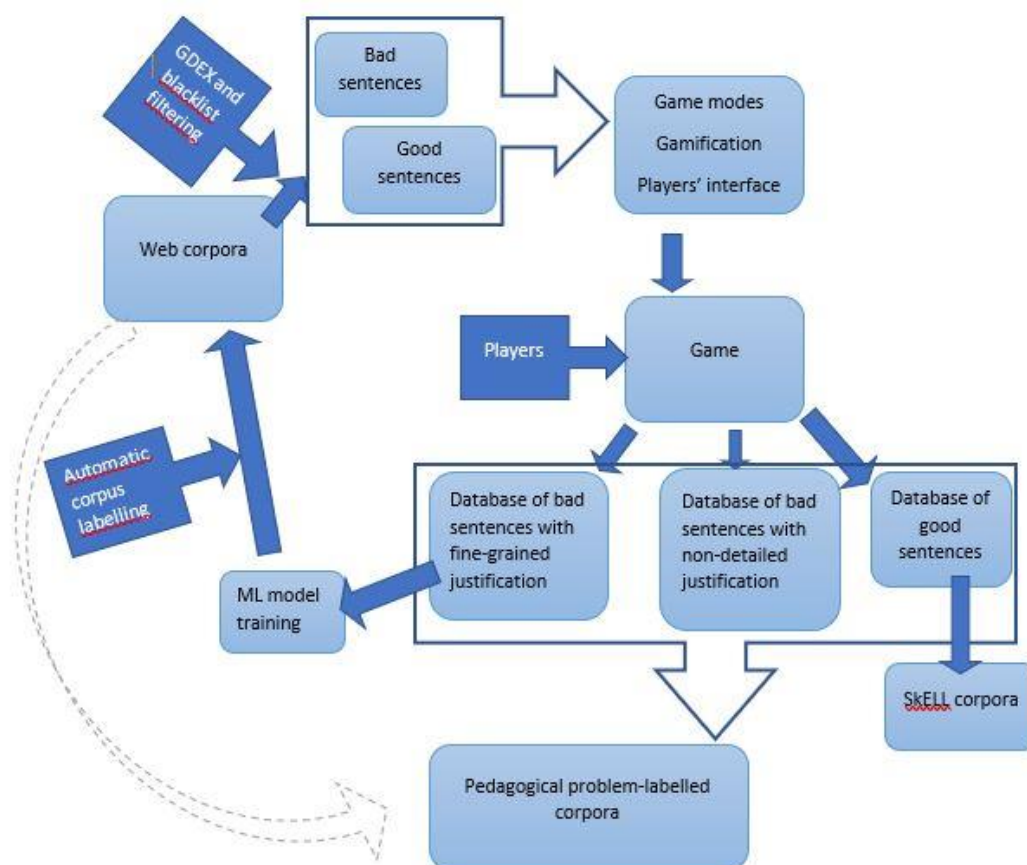 GDEX and
blacklist
filtering
Bad
sentences
Good
sentences
Game modes
Gamification
Players’ interface
Web corpora
Players
Game
Automatic
corpus
labelling
Database of bad
sentences with
fine-grained
justification
Database of bad
sentences with
non-detailed
justification
Database of
good
sentences
ML model
training
SkELL corpora
Pedagogical problem-labelled
corpora